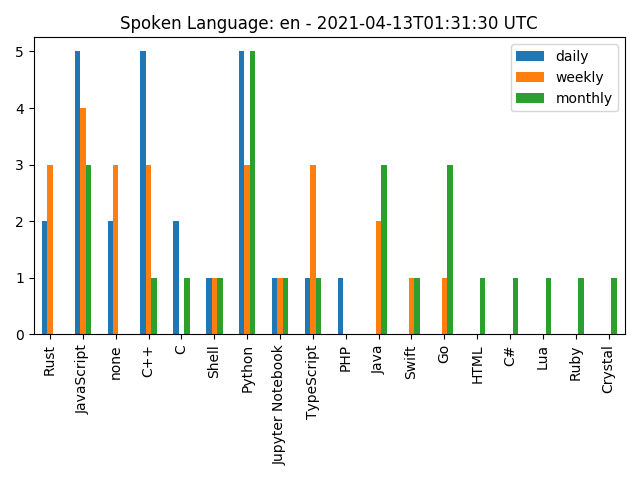 Spoken Language: en - 2021-04-13T01:31:30 UTC
daily
weekly
monthly
5
4
3
2
1
0
Rust
JavaScript
none
C++
C
Shell
Python
Jupyter Notebook
TypeScript
PHP
Java
Swift
Go
HTML
C#
Lua
Ruby
Crystal